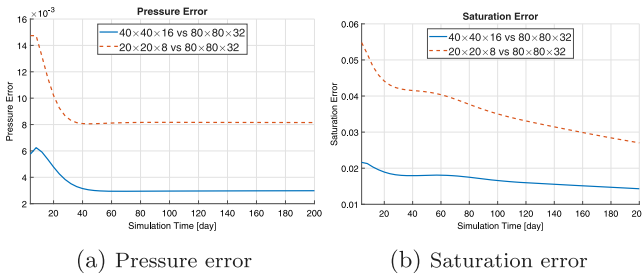 ×10⁻³
Pressure Error
16
14
12
10
8
6
4
2
Pressure Error
40×40×16 vs 80×80×32
20×20×8 vs 80×80×32
20 40 60 80 100 120 140 160 180 200
Simulation Time [day]
(a) Pressure error
Saturation Error
0.06
0.05
0.04
0.03
0.02
0.01
Saturation Error
40×40×16 vs 80×80×32
20×20×8 vs 80×80×32
20 40 60 80 100 120 140 160 180 200
Simulation Time [day]
(b) Saturation error